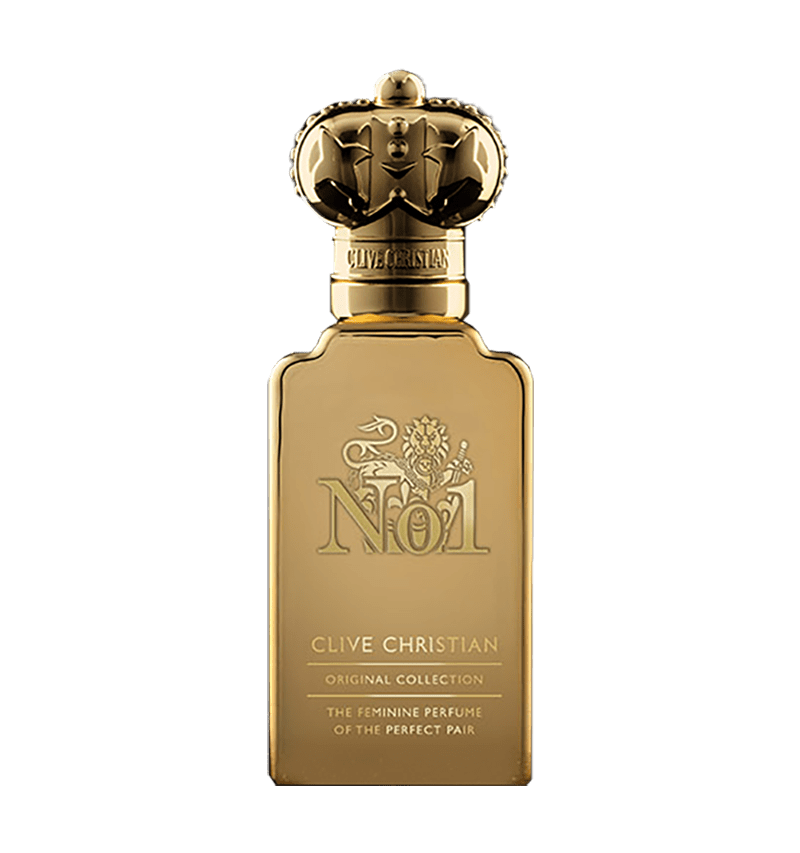 CLIVE CHRISTIAN
No1
CLIVE CHRISTIAN
ORIGINAL COLLECTION
THE FEMININE PERFUME
OF THE PERFECT PAIR